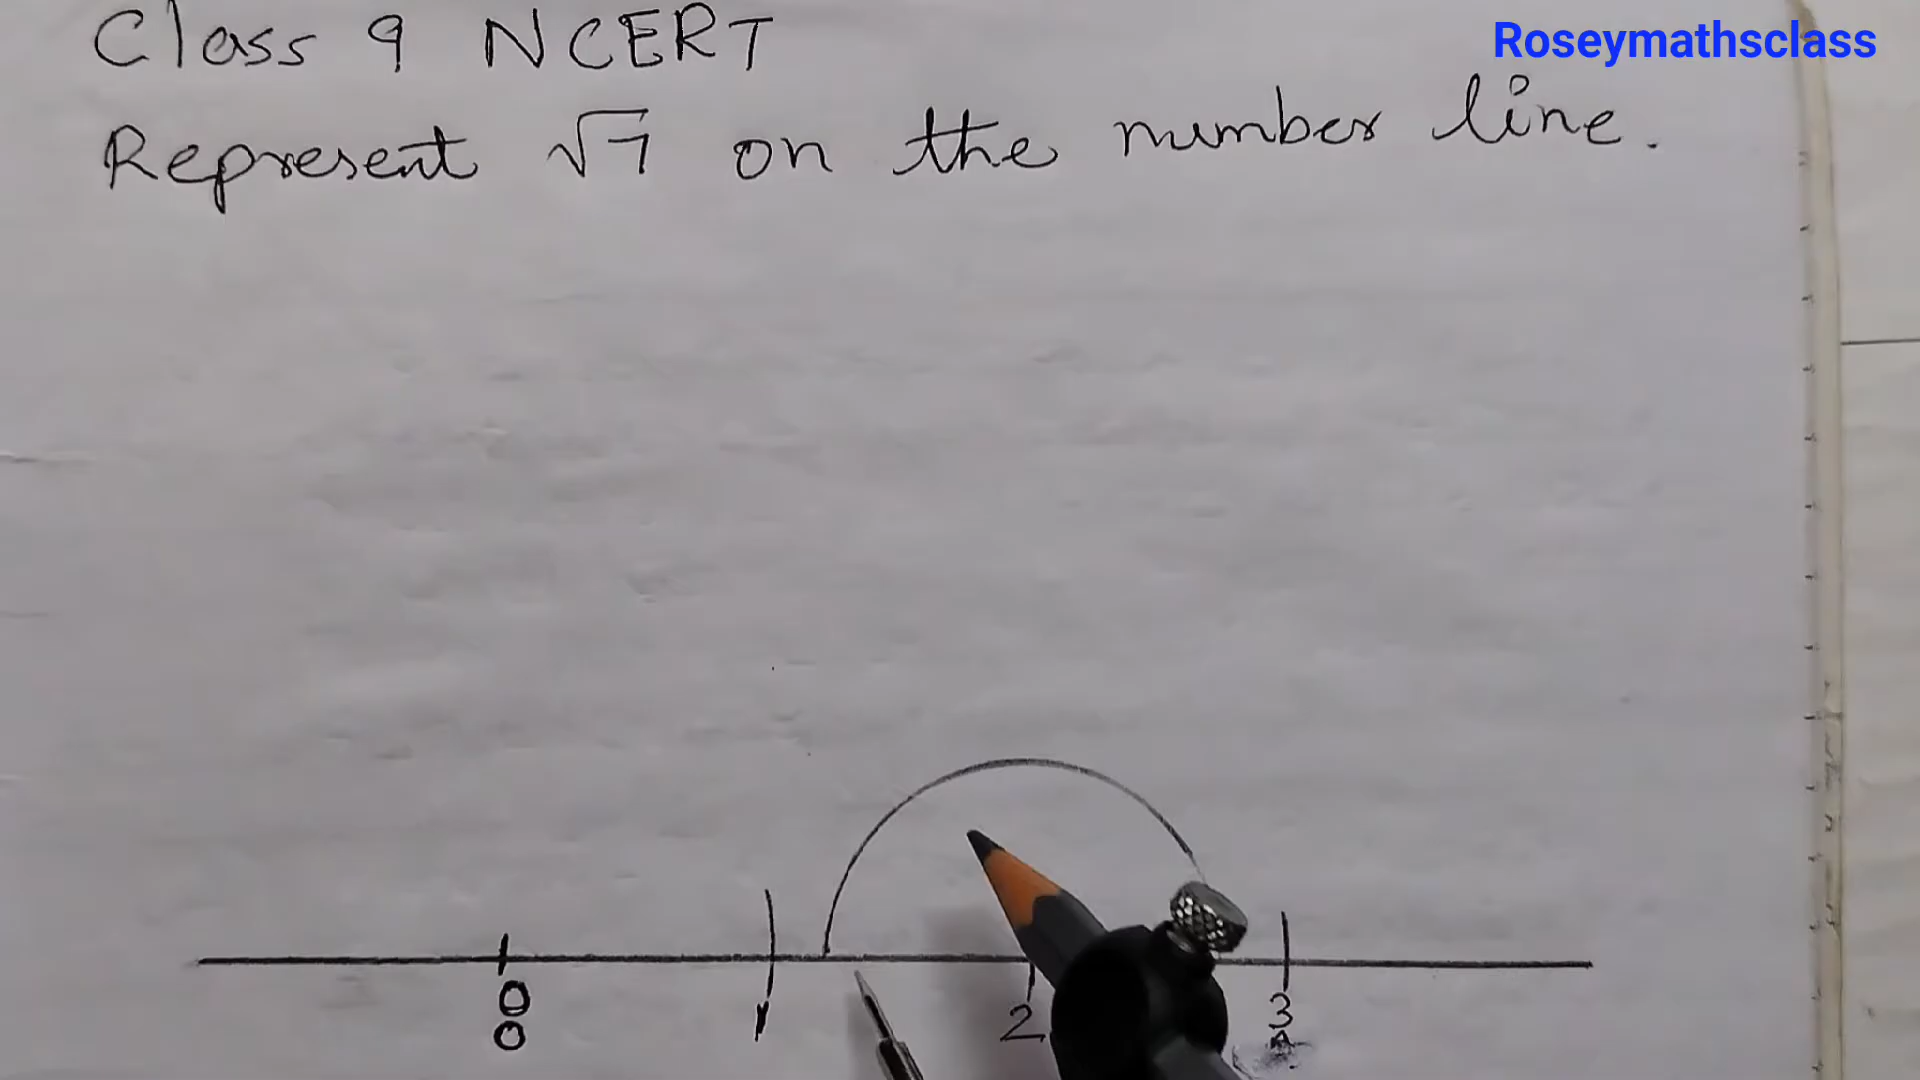 Class 9 NCERT
Roseymathsclass
Represent √7 on the number line.
0 1 2 3
O A